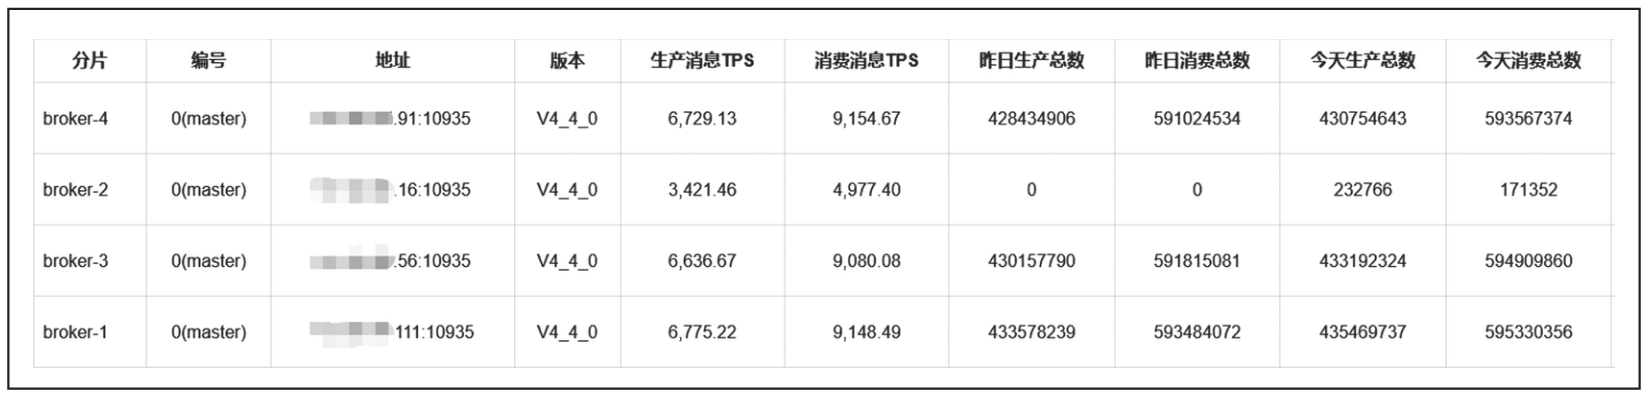 分片 编号 地址 版本 生产消息TPS 消费消息TPS 昨日生产总数 昨日消费总数 今天生产总数 今天消费总数
broker-4 0(master) .91:10935 V4_4_0 6,729.13 9,154.67 428434906 591024534 430754643 593567374
broker-2 0(master) .16:10935 V4_4_0 3,421.46 4,977.40 0 0 232766 171352
broker-3 0(master) .56:10935 V4_4_0 6,636.67 9,080.08 430157790 591815081 433192324 594909860
broker-1 0(master) 111:10935 V4_4_0 6,775.22 9,148.49 433578239 593484072 435469737 595330356